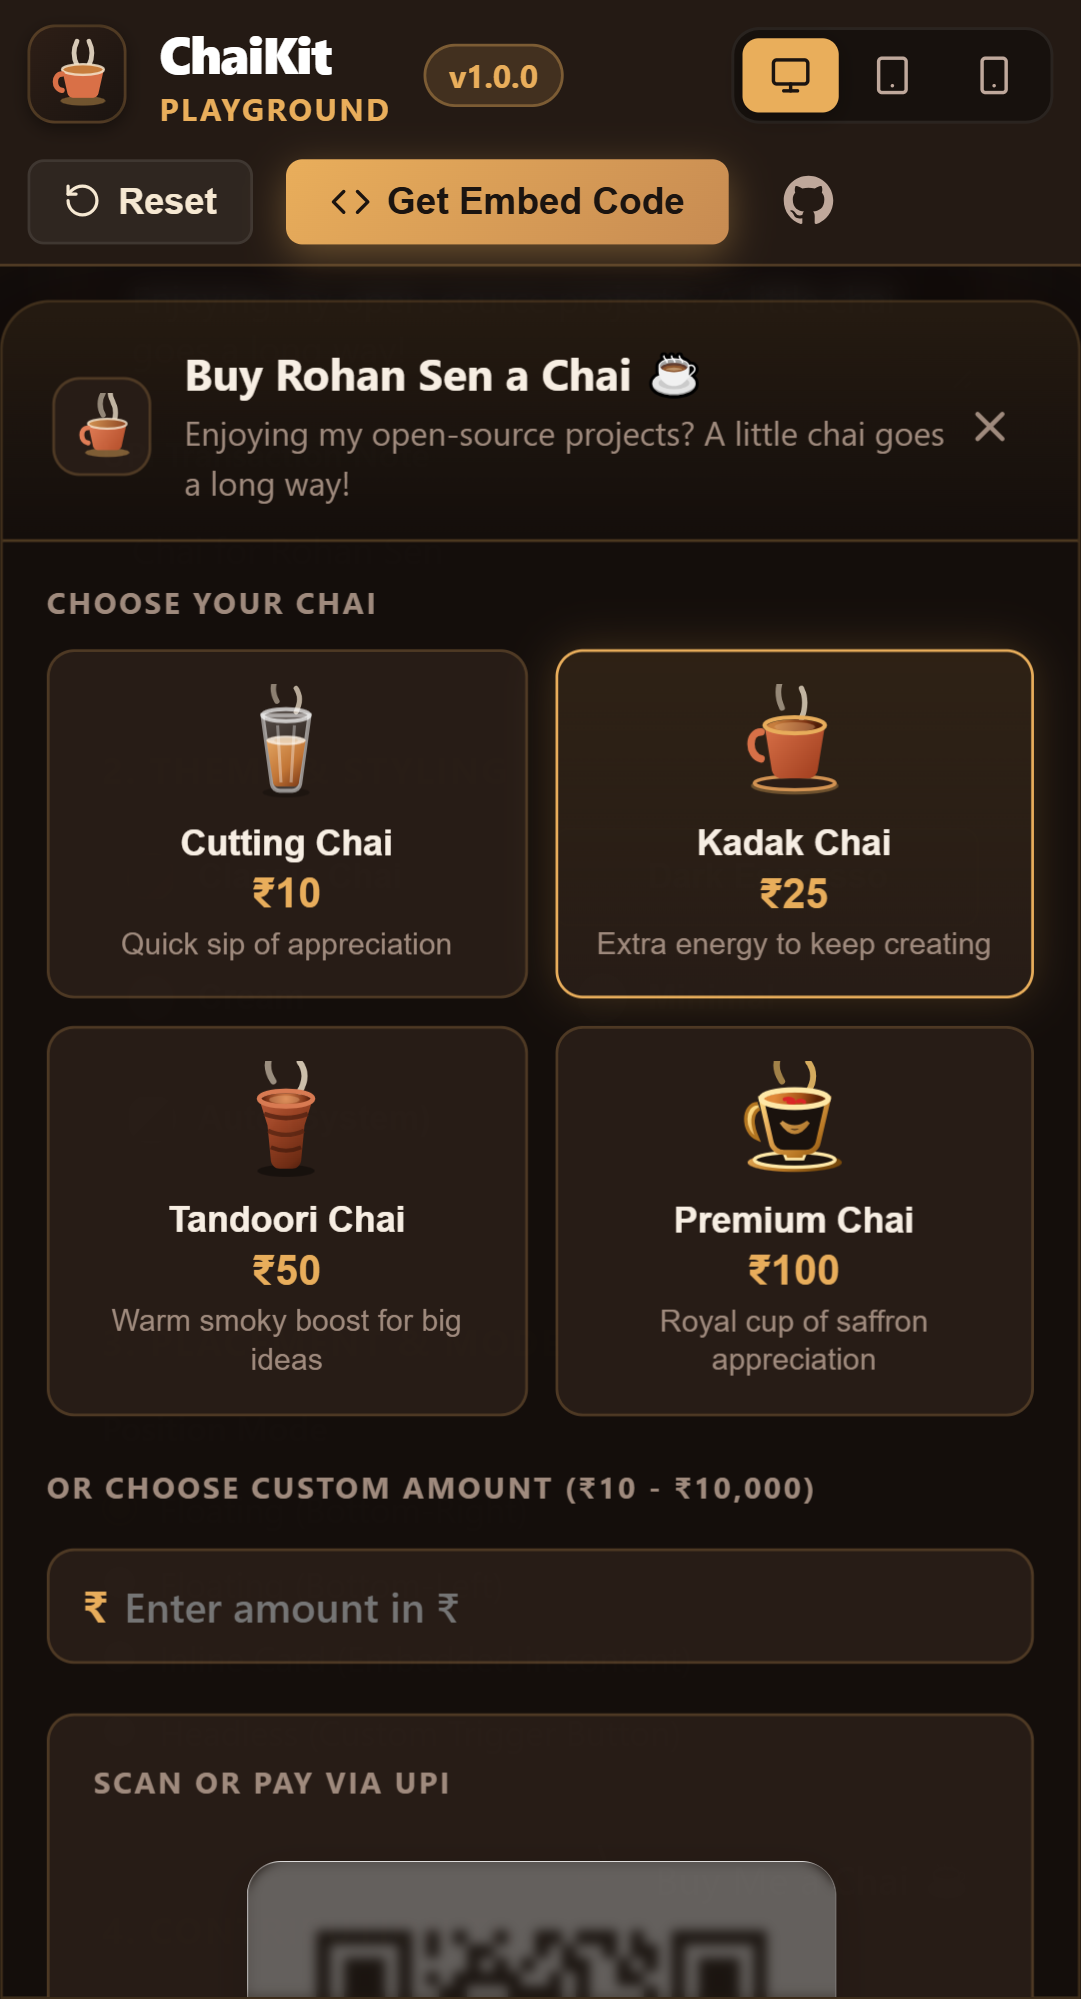 ChaiKit
PLAYGROUND
v1.0.0
Reset
Get Embed Code
Buy Rohan Sen a Chai ☕
Enjoying my open-source projects? A little chai goes
a long way!
CHOOSE YOUR CHAI
Cutting Chai
₹10
Quick sip of appreciation
Kadak Chai
₹25
Extra energy to keep creating
Tandoori Chai
₹50
Warm smoky boost for big
ideas
Premium Chai
₹100
Royal cup of saffron
appreciation
OR CHOOSE CUSTOM AMOUNT (₹10 - ₹10,000)
₹ Enter amount in ₹
SCAN OR PAY VIA UPI